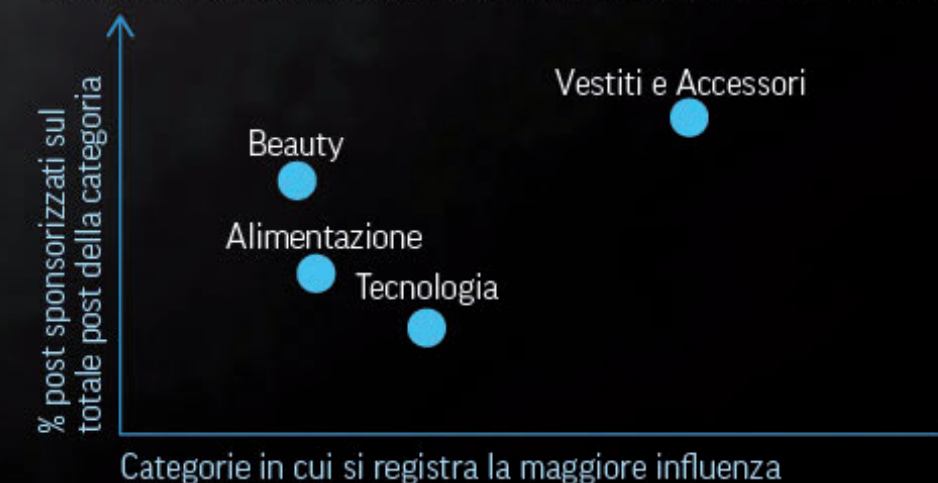 % post sponsorizzati sul
totale post della categoria
Vestiti e Accessori
Beauty
Alimentazione
Tecnologia
Categorie in cui si registra la maggiore influenza